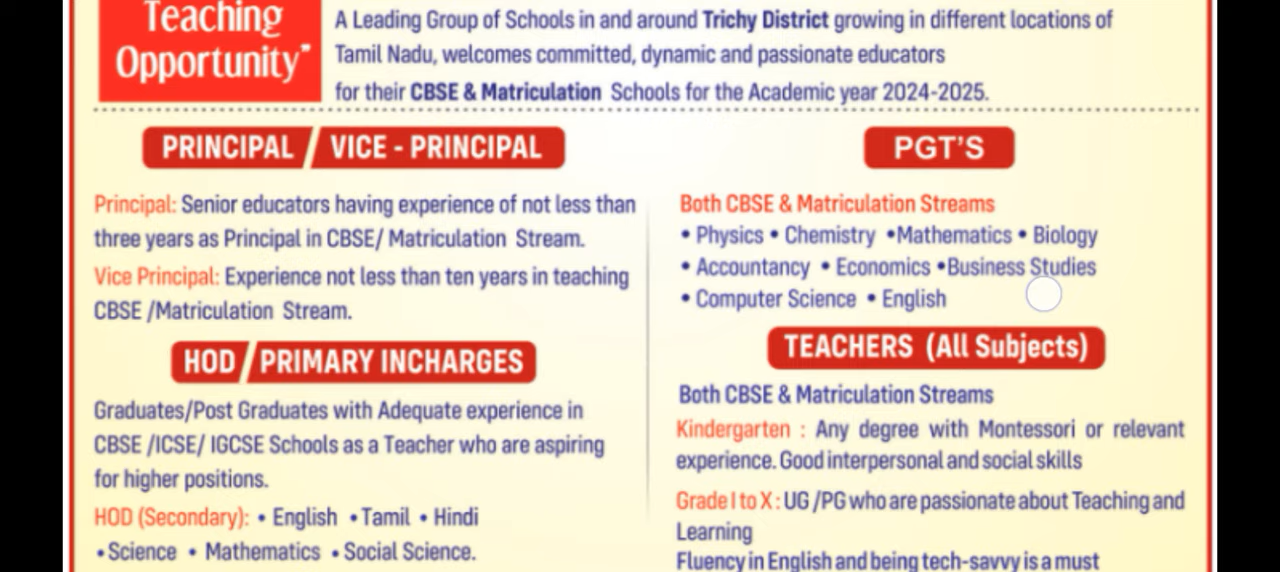 Teaching
Opportunity"
A Leading Group of Schools in and around Trichy District growing in different locations of
Tamil Nadu, welcomes committed, dynamic and passionate educators
for their CBSE & Matriculation Schools for the Academic year 2024-2025.
PRINCIPAL / VICE - PRINCIPAL
Principal: Senior educators having experience of not less than
three years as Principal in CBSE/ Matriculation Stream.
Vice Principal: Experience not less than ten years in teaching
CBSE /Matriculation Stream.
HOD / PRIMARY INCHARGES
Graduates/Post Graduates with Adequate experience in
CBSE /ICSE/ IGCSE Schools as a Teacher who are aspiring
for higher positions.
HOD (Secondary): • English • Tamil • Hindi
• Science • Mathematics • Social Science.
PGT'S
Both CBSE & Matriculation Streams
• Physics • Chemistry • Mathematics • Biology
• Accountancy • Economics • Business Studies
• Computer Science • English
TEACHERS (All Subjects)
Both CBSE & Matriculation Streams
Kindergarten : Any degree with Montessori or relevant
experience. Good interpersonal and social skills
Grade I to X : UG /PG who are passionate about Teaching and
Learning
Fluency in English and being tech-savvy is a must